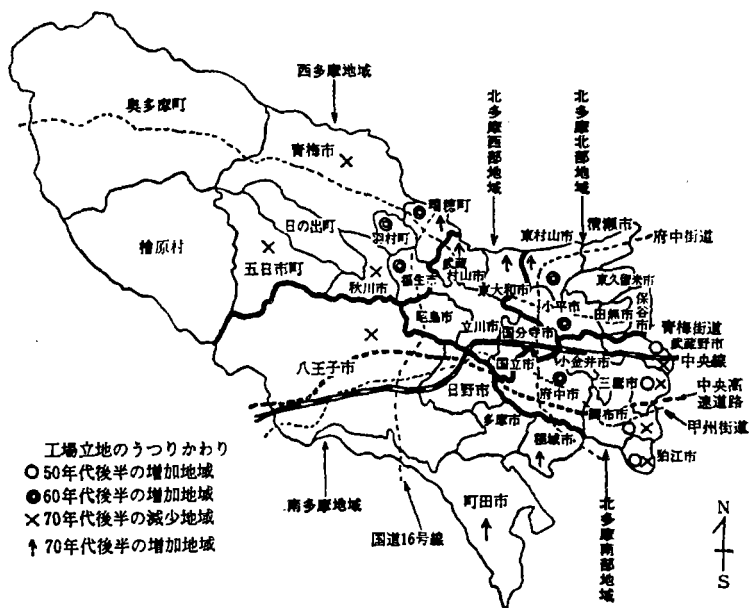 西多摩地域
奥多摩町
北多摩西部地域
北多摩北部地域
青梅市
瑞穂町
清瀬市
東村山市
府中街道
日の出町
羽村町
武蔵村山市
檜原村
五日市町
秋川市
福生市
東大和市
小平市
東久留米市
田無市
保谷市
昭島市
立川市
国分寺市
青梅街道
武蔵野市
八王子市
国立市
小金井市
中央線
三鷹市
日野市
府中市
中央高速道路
多摩市
調布市
甲州街道
稲城市
狛江市
工場立地のうつりかわり
○50年代後半の増加地域
◎60年代後半の増加地域
×70年代後半の減少地域
↑70年代後半の増加地域
南多摩地域
町田市
国道16号線
北多摩南部地域
N
S